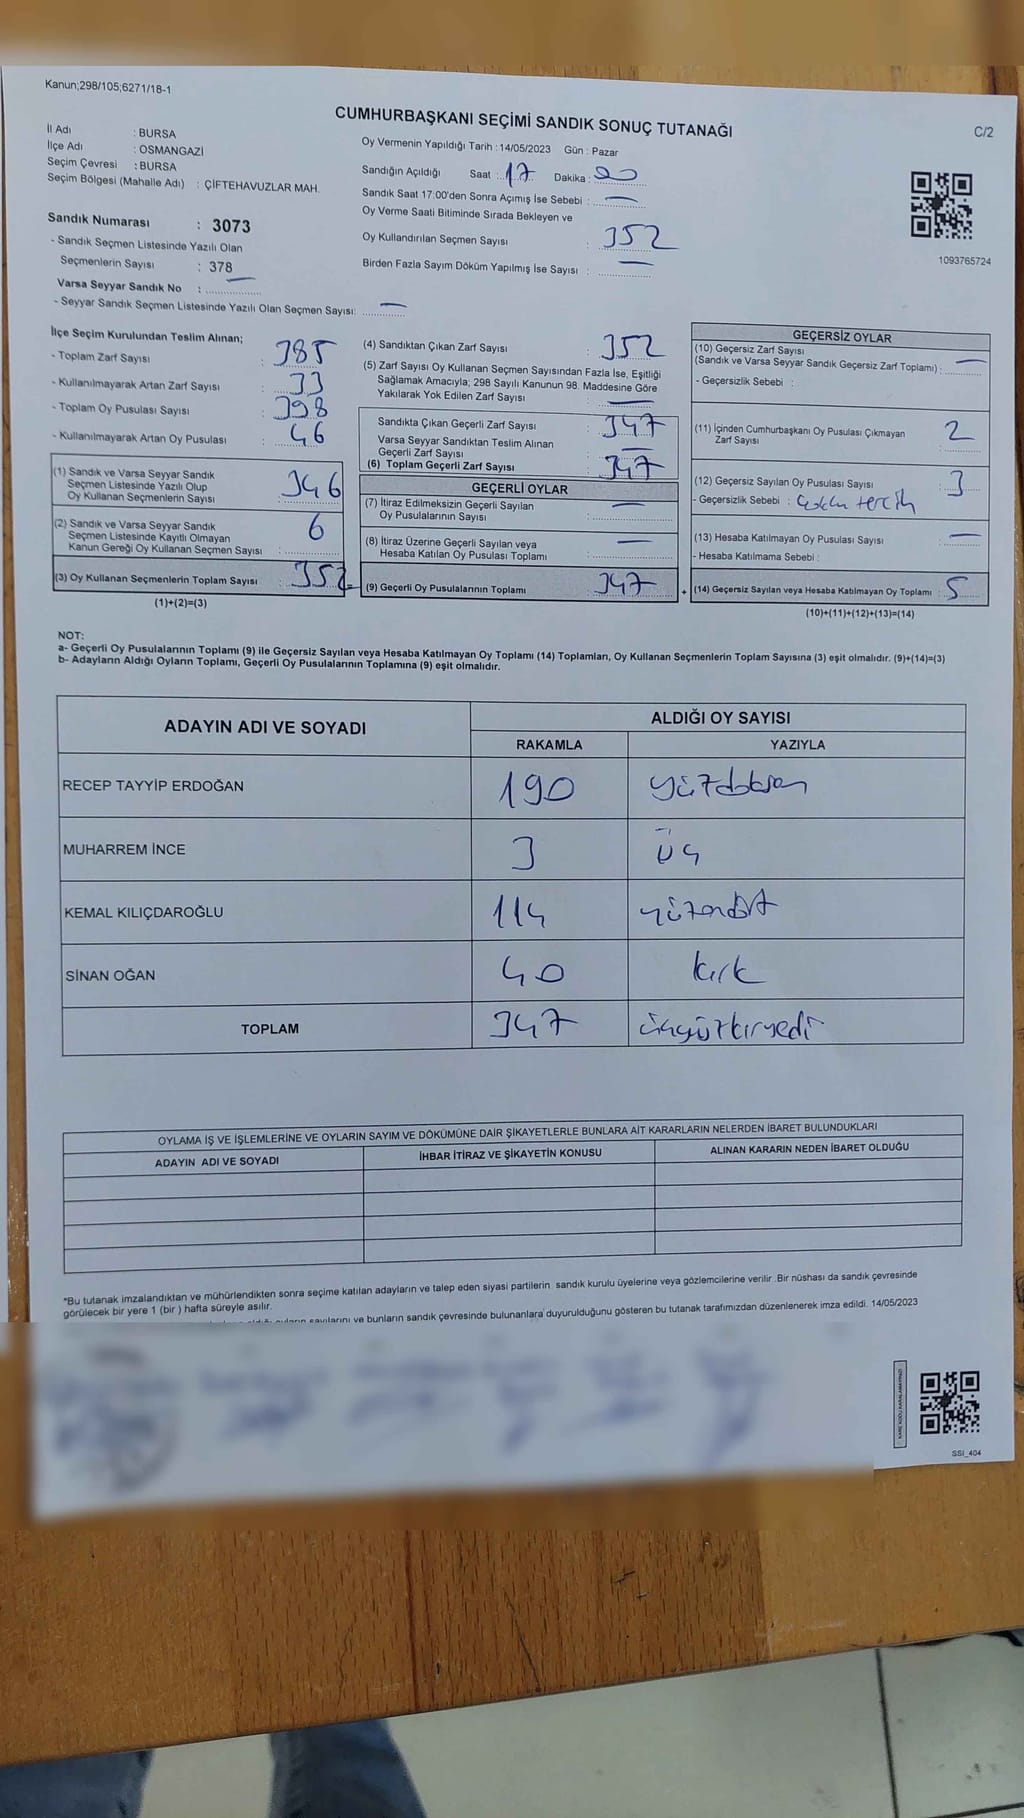 Kanun;298/105;6271/18-1
CUMHURBAŞKANI SEÇİMİ SANDIK SONUÇ TUTANAĞI
C/2
İl Adı : BURSA
İlçe Adı : OSMANGAZİ
Seçim Çevresi : BURSA
Seçim Bölgesi (Mahalle Adı) : ÇİFTEHAVUZLAR MAH.
Oy Vermenin Yapıldığı Tarih :14/05/2023 Gün : Pazar
Sandığın Açıldığı Saat : 17 Dakika : 00
Sandık Saat 17:00'den Sonra Açımış İse Sebebi : —
Oy Verme Saati Bitiminde Sırada Bekleyen ve
Oy Kullandırılan Seçmen Sayısı : 352
Birden Fazla Sayım Döküm Yapılmış İse Sayısı : —
1093765724
Sandık Numarası : 3073
- Sandık Seçmen Listesinde Yazılı Olan
Seçmenlerin Sayısı : 378
Varsa Seyyar Sandık No : —
- Seyyar Sandık Seçmen Listesinde Yazılı Olan Seçmen Sayısı: —
İlçe Seçim Kurulundan Teslim Alınan;
- Toplam Zarf Sayısı : 385
- Kullanılmayarak Artan Zarf Sayısı : 33
- Toplam Oy Pusulası Sayısı : 398
- Kullanılmayarak Artan Oy Pusulası : 46
(1) Sandık ve Varsa Seyyar Sandık
Seçmen Listesinde Yazılı Olup
Oy Kullanan Seçmenlerin Sayısı : 346
(2) Sandık ve Varsa Seyyar Sandık
Seçmen Listesinde Kayıtlı Olmayan
Kanun Gereği Oy Kullanan Seçmen Sayısı : 6
(3) Oy Kullanan Seçmenlerin Toplam Sayısı : 352
(1)+(2)=(3)
(4) Sandıktan Çıkan Zarf Sayısı : 352
(5) Zarf Sayısı Oy Kullanan Seçmen Sayısından Fazla İse, Eşitliği
Sağlamak Amacıyla; 298 Sayılı Kanunun 98. Maddesine Göre
Yakılarak Yok Edilen Zarf Sayısı : —
Sandıkta Çıkan Geçerli Zarf Sayısı : 347
Varsa Seyyar Sandıktan Teslim Alınan
Geçerli Zarf Sayısı : —
(6) Toplam Geçerli Zarf Sayısı : 347
GEÇERLİ OYLAR
(7) İtiraz Edilmeksizin Geçerli Sayılan
Oy Pusulalarının Sayısı : —
(8) İtiraz Üzerine Geçerli Sayılan veya
Hesaba Katılan Oy Pusulası Toplamı : —
(9) Geçerli Oy Pusulalarının Toplamı : 347
+
GEÇERSİZ OYLAR
(10) Geçersiz Zarf Sayısı
(Sandık ve Varsa Seyyar Sandık Geçersiz Zarf Toplamı) : —
- Geçersizlik Sebebi :
(11) İçinden Cumhurbaşkanı Oy Pusulası Çıkmayan
Zarf Sayısı : 2
(12) Geçersiz Sayılan Oy Pusulası Sayısı : 3
- Geçersizlik Sebebi : tercih
(13) Hesaba Katılmayan Oy Pusulası Sayısı : —
- Hesaba Katılmama Sebebi :
(14) Geçersiz Sayılan veya Hesaba Katılmayan Oy Toplamı : 5
(10)+(11)+(12)+(13)=(14)
NOT:
a- Geçerli Oy Pusulalarının Toplamı (9) ile Geçersiz Sayılan veya Hesaba Katılmayan Oy Toplamı (14) Toplamları, Oy Kullanan Seçmenlerin Toplam Sayısına (3) eşit olmalıdır. (9)+(14)=(3)
b- Adayların Aldığı Oyların Toplamı, Geçerli Oy Pusulalarının Toplamına (9) eşit olmalıdır.
ADAYIN ADI VE SOYADI
ALDIĞI OY SAYISI
RAKAMLA YAZIYLA
RECEP TAYYİP ERDOĞAN 190 yüzdoksan
MUHARREM İNCE 3 üç
KEMAL KILIÇDAROĞLU 114 yüzondört
SİNAN OĞAN 40 kırk
TOPLAM 347 üçyüzkıryedi
OYLAMA İŞ VE İŞLEMLERİNE VE OYLARIN SAYIM VE DÖKÜMÜNE DAİR ŞİKAYETLERLE BUNLARA AİT KARARLARIN NELERDEN İBARET BULUNDUKLARI
ADAYIN ADI VE SOYADI İHBAR İTİRAZ VE ŞİKAYETİN KONUSU ALINAN KARARIN NEDEN İBARET OLDUĞU
*Bu tutanak imzalandıktan ve mühürlendikten sonra seçime katılan adayların ve talep eden siyasi partilerin sandık kurulu üyelerine veya gözlemcilerine verilir .Bir nüshası da sandık çevresinde
görülecek bir yere 1 (bir ) hafta süreyle asılır.
sayılarını ve bunların sandık çevresinde bulunanlara duyurulduğunu gösteren bu tutanak tarafımızdan düzenlenerek imza edildi. 14/05/2023
KARE KODU KARALAMAYINIZ!
SSI_404